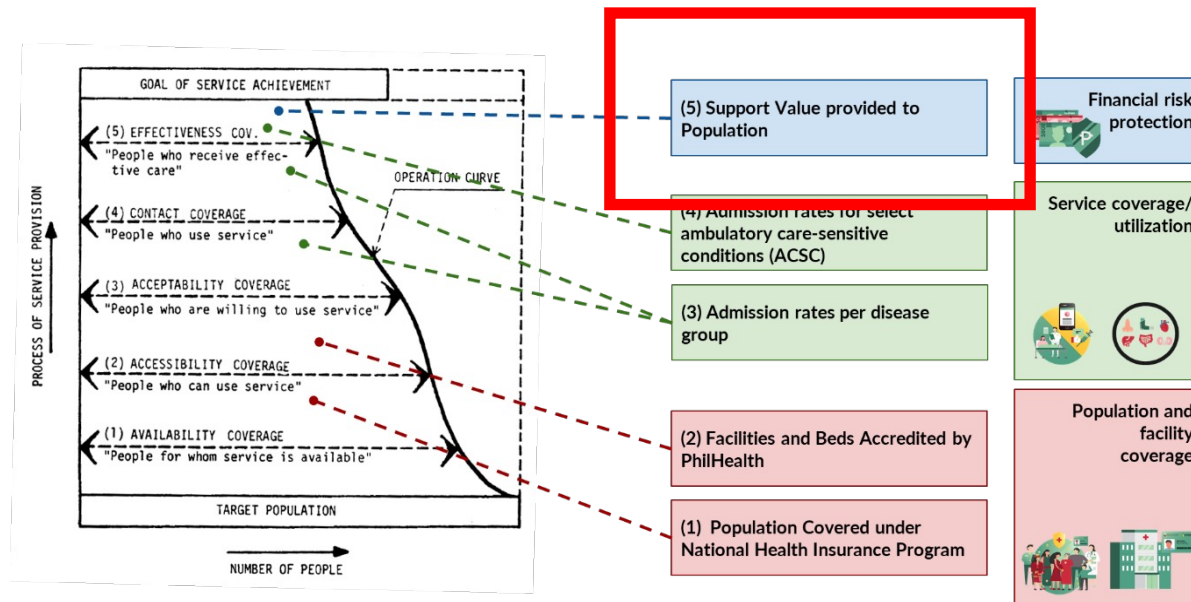 GOAL OF SERVICE ACHIEVEMENT
(5) EFFECTIVENESS COV.
"People who receive effec-
tive care"
OPERATION CURVE
(4) CONTACT COVERAGE
"People who use service"
(3) ACCEPTABILITY COVERAGE
"People who are willing to use service"
(2) ACCESSIBILITY COVERAGE
"People who can use service"
(1) AVAILABILITY COVERAGE
"People for whom service is available"
TARGET POPULATION
NUMBER OF PEOPLE
PROCESS OF SERVICE PROVISION
(5) Support Value provided to
Population
(4) Admission rates for select
ambulatory care-sensitive
conditions (ACSC)
(3) Admission rates per disease
group
(2) Facilities and Beds Accredited by
PhilHealth
(1) Population Covered under
National Health Insurance Program
Financial risk
protection
P
Service coverage/
utilization
Population and
facility
coverage